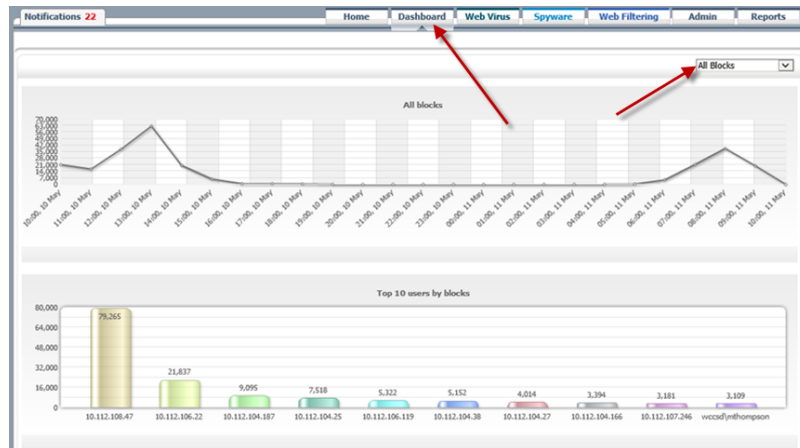 Notifications 22
Home Dashboard Web Virus Spyware Web Filtering Admin Reports
All Blocks
All blocks
70,000
63,000
56,000
49,000
42,000
35,000
28,000
21,000
14,000
7,000
0
10:00, 10 May
11:00, 10 May
12:00, 10 May
13:00, 10 May
14:00, 10 May
15:00, 10 May
16:00, 10 May
17:00, 10 May
18:00, 10 May
19:00, 10 May
20:00, 10 May
21:00, 10 May
22:00, 10 May
23:00, 10 May
00:00, 11 May
01:00, 11 May
02:00, 11 May
03:00, 11 May
04:00, 11 May
05:00, 11 May
06:00, 11 May
07:00, 11 May
08:00, 11 May
09:00, 11 May
10:00, 11 May
Top 10 users by blocks
80,000
64,000
48,000
32,000
16,000
0
79,265
21,837
9,095
7,518
5,322
5,152
4,014
3,394
3,181
3,109
10.112.108.47 10.112.106.22 10.112.104.187 10.112.104.25 10.112.106.119 10.112.104.38 10.112.104.27 10.112.104.166 10.112.107.246 wccsd\mthompson